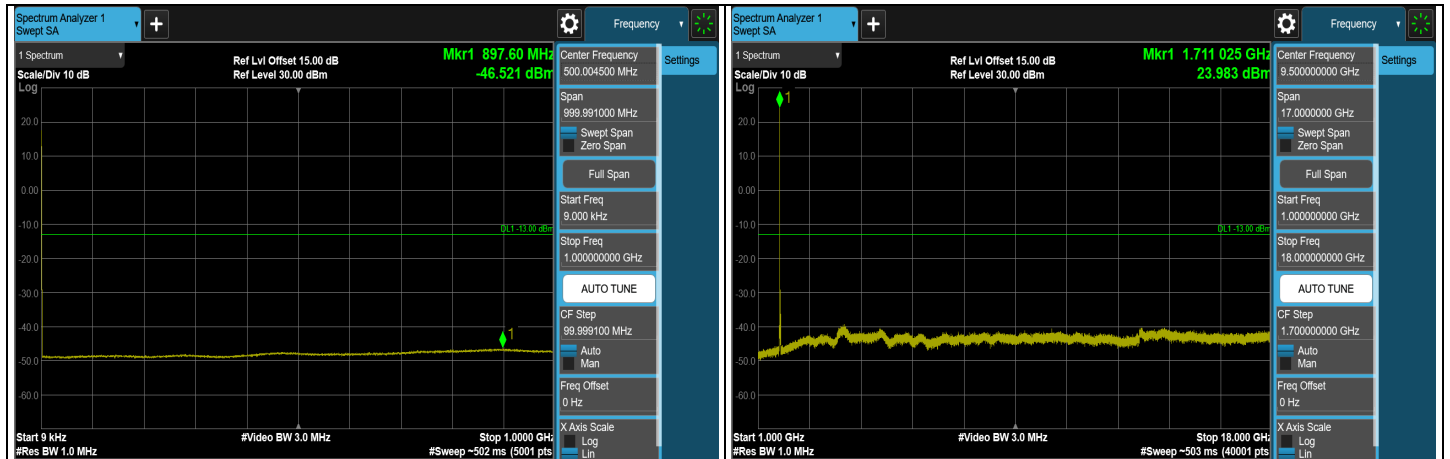 Spectrum Analyzer 1
Swept SA
+
Frequency
1 Spectrum
Scale/Div 10 dB
Log
Ref Lvl Offset 15.00 dB
Ref Level 30.00 dBm
Mkr1 897.60 MHz
-46.521 dBm
20.0
10.0
0.00
-10.0
-20.0
-30.0
-40.0
-50.0
-60.0
DL1 -13.00 dBm
1
Start 9 kHz
#Res BW 1.0 MHz
#Video BW 3.0 MHz
Stop 1.0000 GHz
#Sweep ~502 ms (5001 pts)
Center Frequency
500.004500 MHz
Span
999.991000 MHz
Swept Span
Zero Span
Full Span
Start Freq
9.000 kHz
Stop Freq
1.000000000 GHz
AUTO TUNE
CF Step
99.999100 MHz
Auto
Man
Freq Offset
0 Hz
X Axis Scale
Log
Lin
Settings
Spectrum Analyzer 1
Swept SA
+
Frequency
1 Spectrum
Scale/Div 10 dB
Log
Ref Lvl Offset 15.00 dB
Ref Level 30.00 dBm
Mkr1 1.711 025 GHz
23.983 dBm
1
20.0
10.0
0.00
-10.0
-20.0
-30.0
-40.0
-50.0
-60.0
DL1 -13.00 dBm
Start 1.000 GHz
#Res BW 1.0 MHz
#Video BW 3.0 MHz
Stop 18.000 GHz
#Sweep ~503 ms (40001 pts)
Center Frequency
9.500000000 GHz
Span
17.0000000 GHz
Swept Span
Zero Span
Full Span
Start Freq
1.000000000 GHz
Stop Freq
18.000000000 GHz
AUTO TUNE
CF Step
1.700000000 GHz
Auto
Man
Freq Offset
0 Hz
X Axis Scale
Log
Lin
Settings